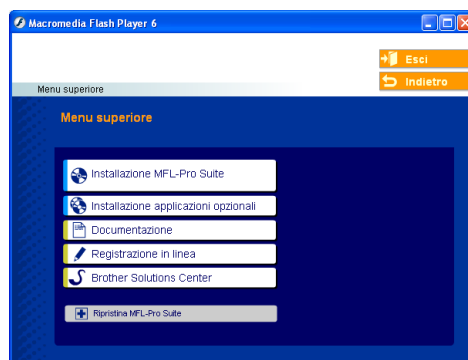 Macromedia Flash Player 6
Esci
Indietro
Menu superiore
Menu superiore
Installazione MFL-Pro Suite
Installazione applicazioni opzionali
Documentazione
Registrazione in linea
Brother Solutions Center
Ripristina MFL-Pro Suite